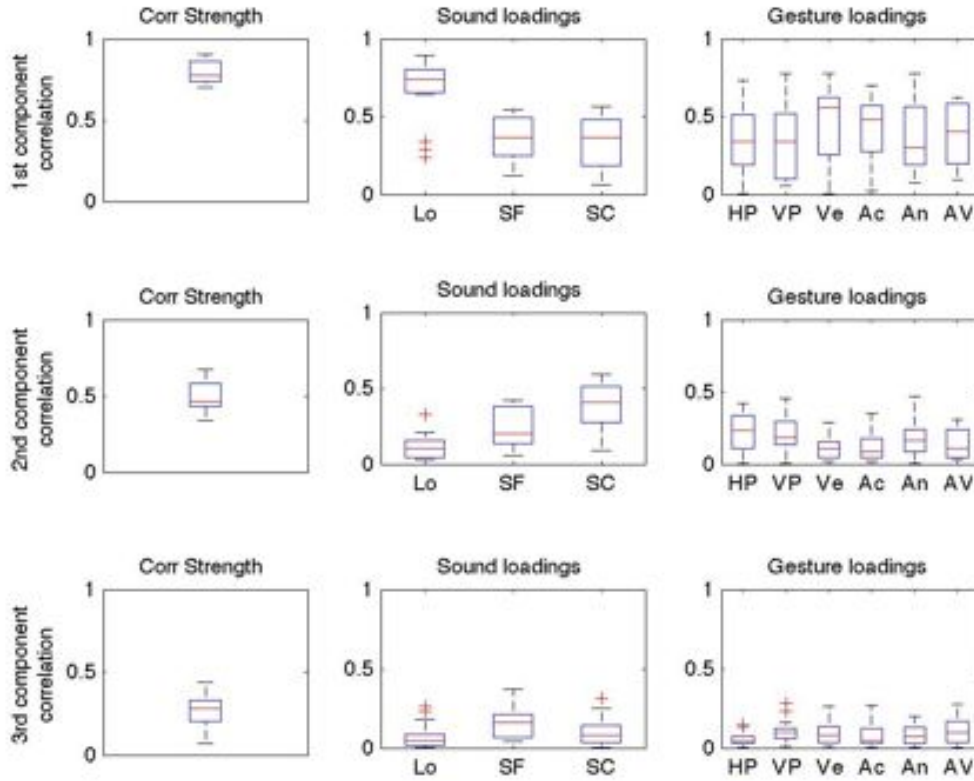 Corr Strength
Sound loadings
Gesture loadings
1st component
correlation
1
0.5
0
1
0.5
0
Lo SF SC
1
0.5
0
HP VP Ve Ac An AV
Corr Strength
Sound loadings
Gesture loadings
2nd component
correlation
1
0.5
0
1
0.5
0
Lo SF SC
1
0.5
0
HP VP Ve Ac An AV
Corr Strength
Sound loadings
Gesture loadings
3rd component
correlation
1
0.5
0
1
0.5
0
Lo SF SC
1
0.5
0
HP VP Ve Ac An AV